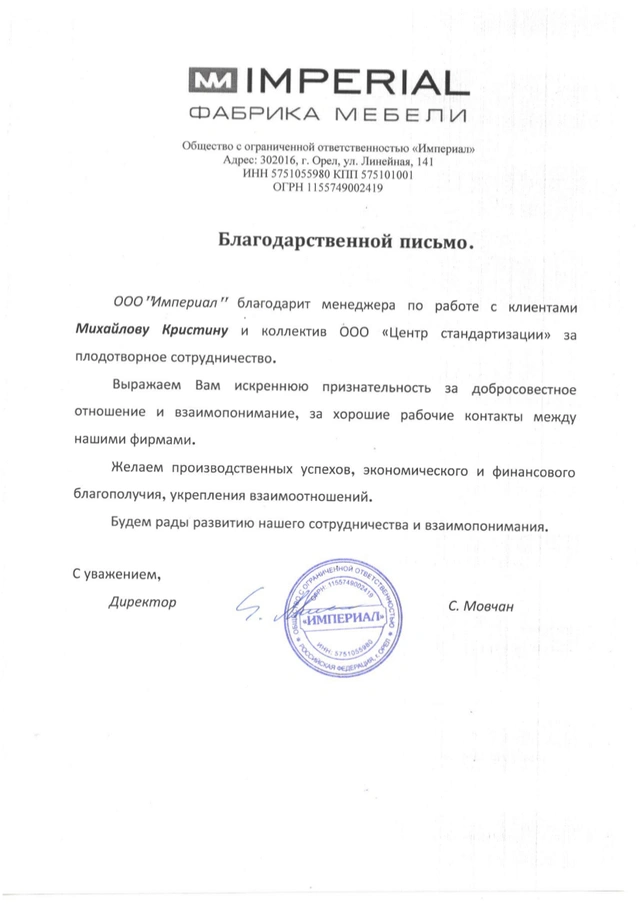 IMPERIAL
ФАБРИКА МЕБЕЛИ
Общество с ограниченной ответственностью «Империал»
Адрес: 302016, г. Орел, ул. Линейная, 141
ИНН 5751055980 КПП 575101001
ОГРН 1155749002419
Благодарственной письмо.
ООО "Империал" благодарит менеджера по работе с клиентами
Михайлову Кристину и коллектив ООО «Центр стандартизации» за
плодотворное сотрудничество.
Выражаем Вам искреннюю признательность за добросовестное
отношение и взаимопонимание, за хорошие рабочие контакты между
нашими фирмами.
Желаем производственных успехов, экономического и финансового
благополучия, укрепления взаимоотношений.
Будем рады развитию нашего сотрудничества и взаимопонимания.
С уважением,
Директор
С. Мовчан
ОБЩЕСТВО С ОГРАНИЧЕННОЙ ОТВЕТСТВЕННОСТЬЮ
ОГРН: 1155749002419
«ИМПЕРИАЛ»
ИНН: 5751055980
РОССИЙСКАЯ ФЕДЕРАЦИЯ, г. ОРЕЛ